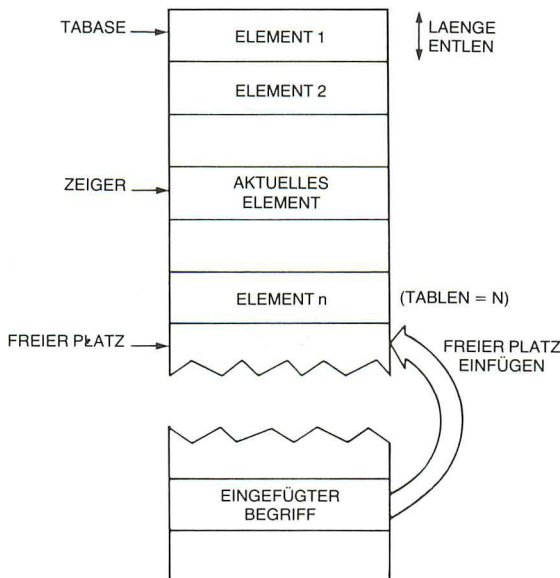 TABASE
ELEMENT 1
LAENGE
ENTLEN
ELEMENT 2
ZEIGER
AKTUELLES
ELEMENT
ELEMENT n
(TABLEN = N)
FREIER PLATZ
FREIER PLATZ
EINFÜGEN
EINGEFÜGTER
BEGRIFF